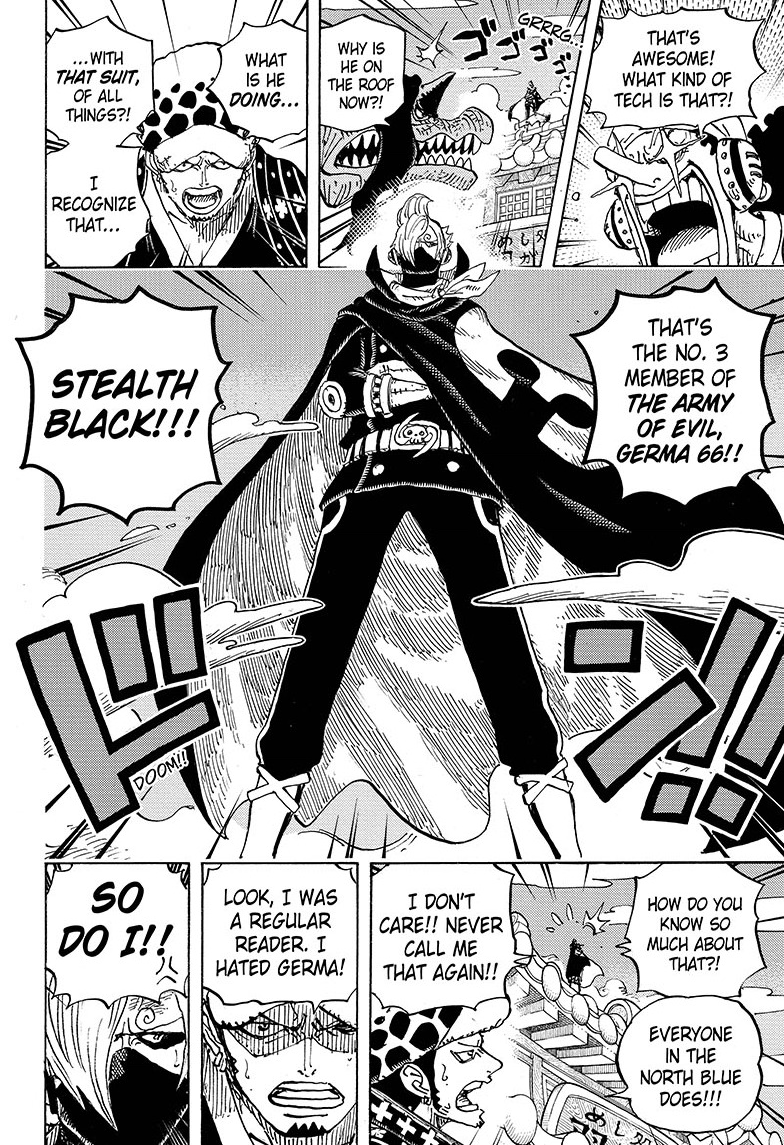 THAT'S
AWESOME!
WHAT KIND OF
TECH IS THAT?!
GRRRG...
ゴゴゴゴ
WHY IS
HE ON
THE ROOF
NOW?!
WHAT
IS HE
DOING...
...WITH
THAT SUIT,
OF ALL
THINGS?!
I
RECOGNIZE
THAT...
THAT'S
THE NO. 3
MEMBER OF
THE ARMY
OF EVIL,
GERMA 66!!
STEALTH
BLACK!!!
ドン!!
DOOM!!
HOW DO YOU
KNOW SO
MUCH ABOUT
THAT?!
EVERYONE
IN THE
NORTH BLUE
DOES!!!
I DON'T
CARE!! NEVER
CALL ME
THAT AGAIN!!
LOOK, I WAS
A REGULAR
READER. I
HATED GERMA!
SO
DO I!!